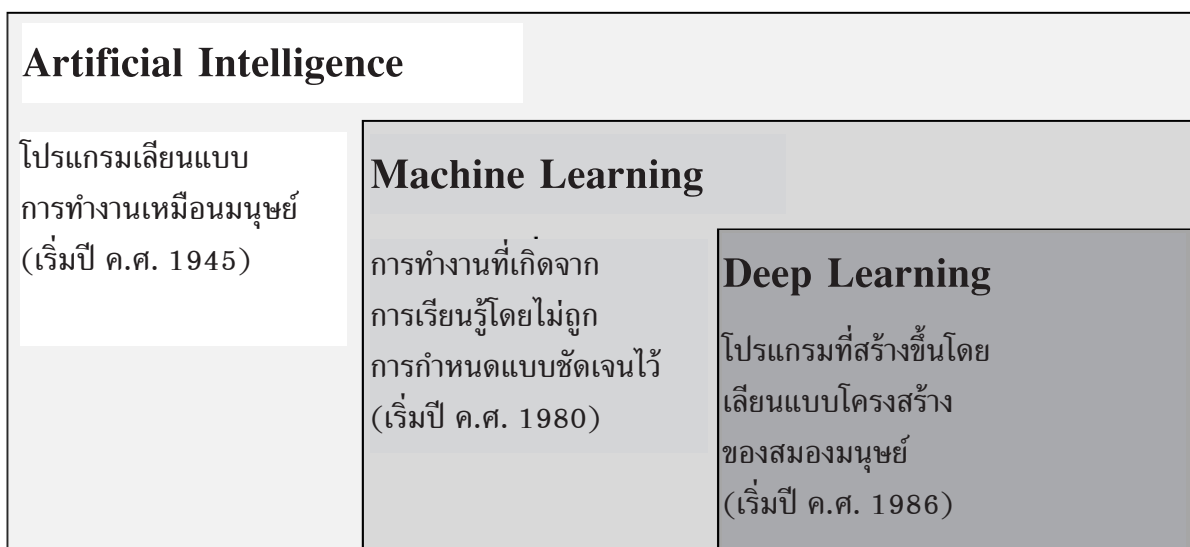 Artificial Intelligence
โปรแกรมเลียนแบบ
การทำงานเหมือนมนุษย์
(เริ่มปี ค.ศ. 1945)
Machine Learning
การทำงานที่เกิดจาก
การเรียนรู้โดยไม่ถูก
การกำหนดแบบชัดเจนไว้
(เริ่มปี ค.ศ. 1980)
Deep Learning
โปรแกรมที่สร้างขึ้นโดย
เลียนแบบโครงสร้าง
ของสมองมนุษย์
(เริ่มปี ค.ศ. 1986)